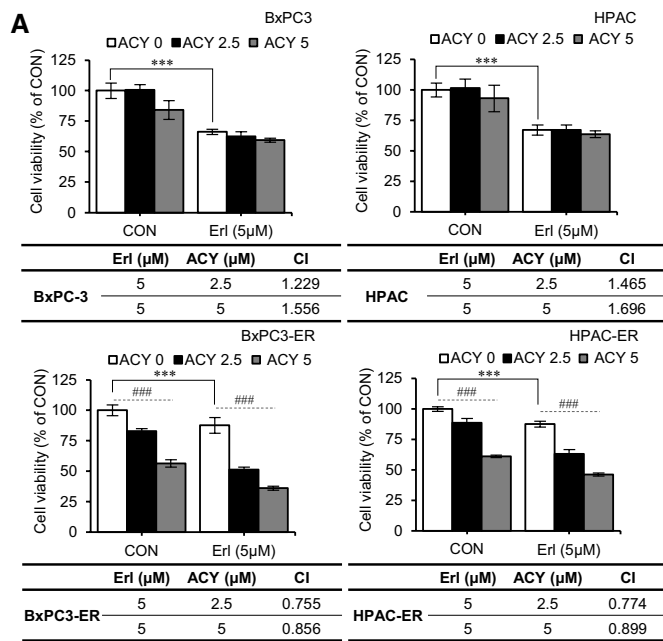 A
BxPC3
ACY 0 ACY 2.5 ACY 5
***
Cell viability (% of CON)
125
100
75
50
25
0
CON Erl (5µM)
Erl (µM) ACY (µM) CI
BxPC-3
5 2.5 1.229
5 5 1.556
HPAC
ACY 0 ACY 2.5 ACY 5
***
Cell viability (% of CON)
125
100
75
50
25
0
CON Erl (5µM)
Erl (µM) ACY (µM) CI
HPAC
5 2.5 1.465
5 5 1.696
BxPC3-ER
ACY 0 ACY 2.5 ACY 5
***
### ###
Cell viability (% of CON)
125
100
75
50
25
0
CON Erl (5µM)
Erl (µM) ACY (µM) CI
BxPC3-ER
5 2.5 0.755
5 5 0.856
HPAC-ER
ACY 0 ACY 2.5 ACY 5
***
### ###
Cell viability (% of CON)
125
100
75
50
25
0
CON Erl (5µM)
Erl (µM) ACY (µM) CI
HPAC-ER
5 2.5 0.774
5 5 0.899